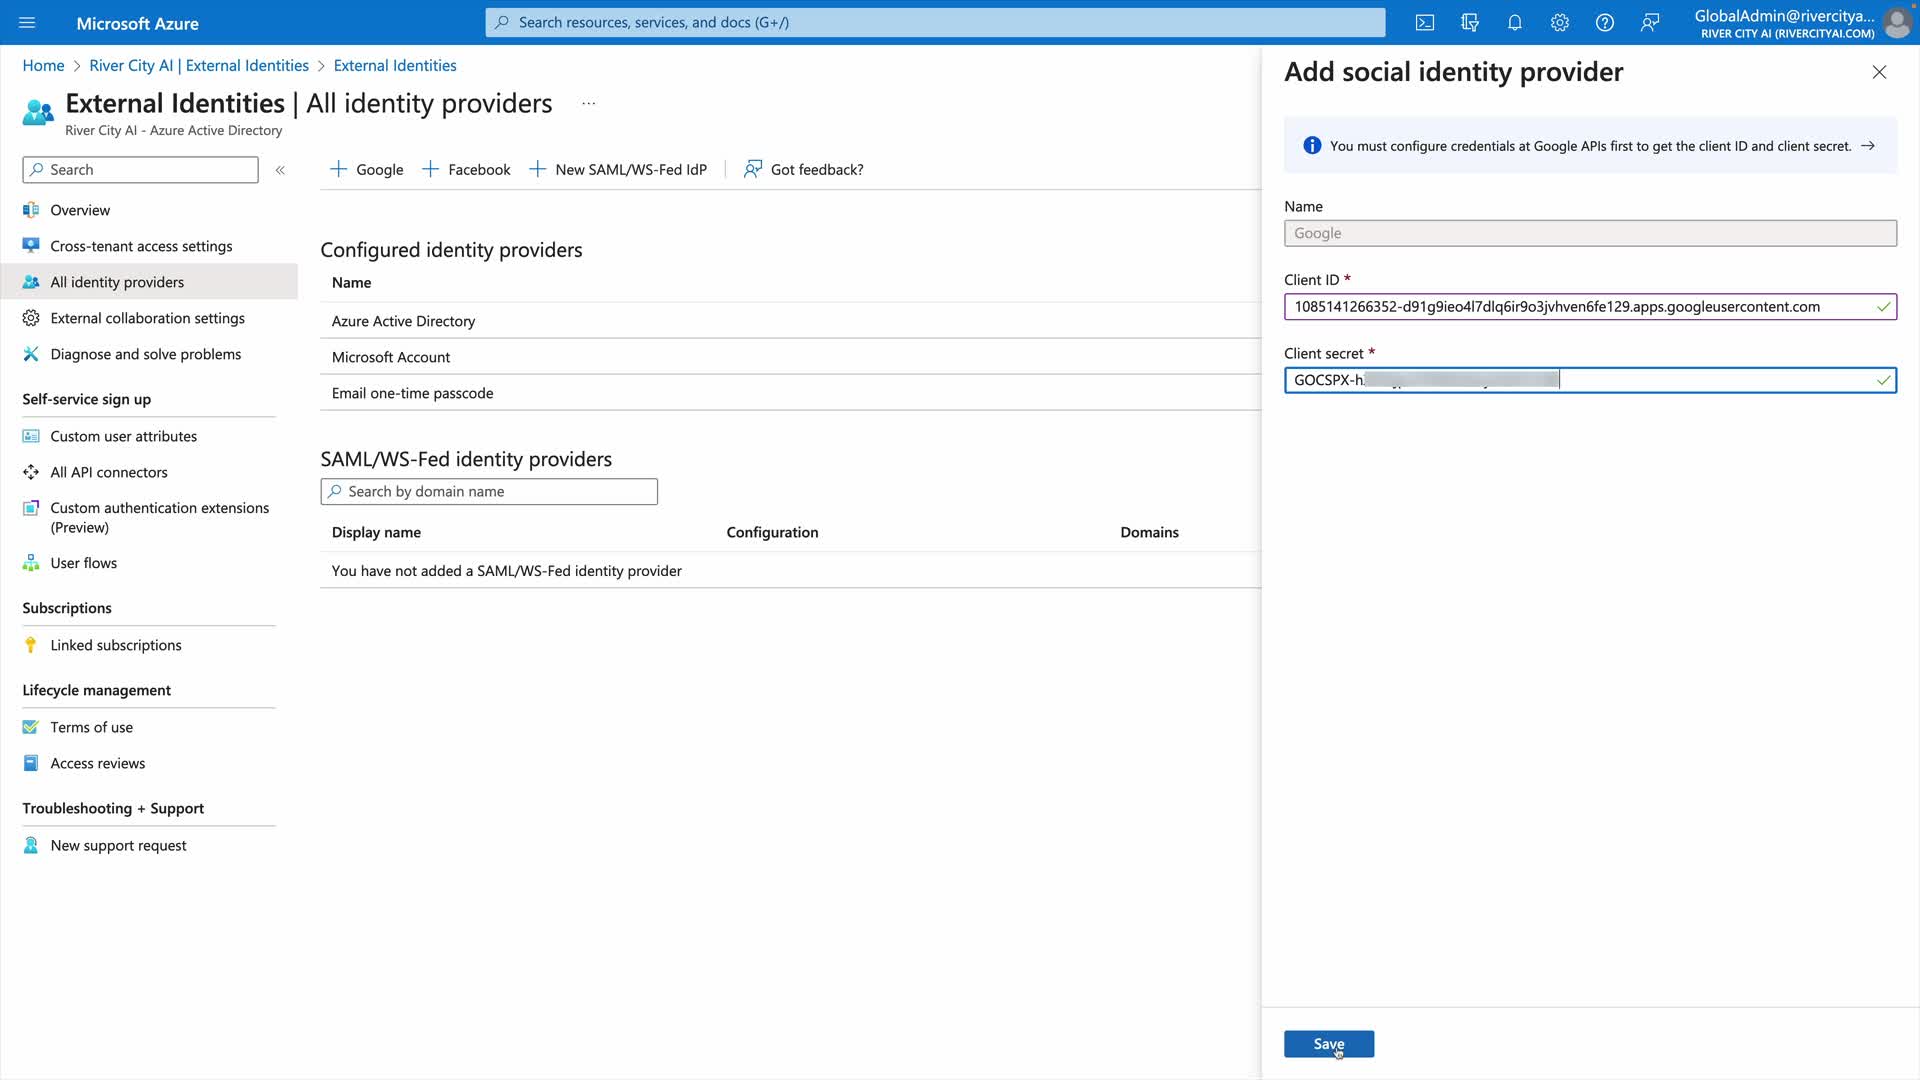 Microsoft Azure
Search resources, services, and docs (G+/)
GlobalAdmin@rivercitya...
RIVER CITY AI (RIVERCITYAI.COM)
Home > River City AI | External Identities > External Identities
External Identities | All identity providers ...
River City AI - Azure Active Directory
Search
«
Overview
Cross-tenant access settings
All identity providers
External collaboration settings
Diagnose and solve problems
Self-service sign up
Custom user attributes
All API connectors
Custom authentication extensions
(Preview)
User flows
Subscriptions
Linked subscriptions
Lifecycle management
Terms of use
Access reviews
Troubleshooting + Support
New support request
+ Google + Facebook + New SAML/WS-Fed IdP | Got feedback?
Configured identity providers
Name
Azure Active Directory
Microsoft Account
Email one-time passcode
SAML/WS-Fed identity providers
Search by domain name
Display name Configuration Domains
You have not added a SAML/WS-Fed identity provider
Add social identity provider
You must configure credentials at Google APIs first to get the client ID and client secret. →
Name
Google
Client ID *
1085141266352-d91g9ieo4l7dlq6ir9o3jvhven6fe129.apps.googleusercontent.com
Client secret *
GOCSPX-h
Save